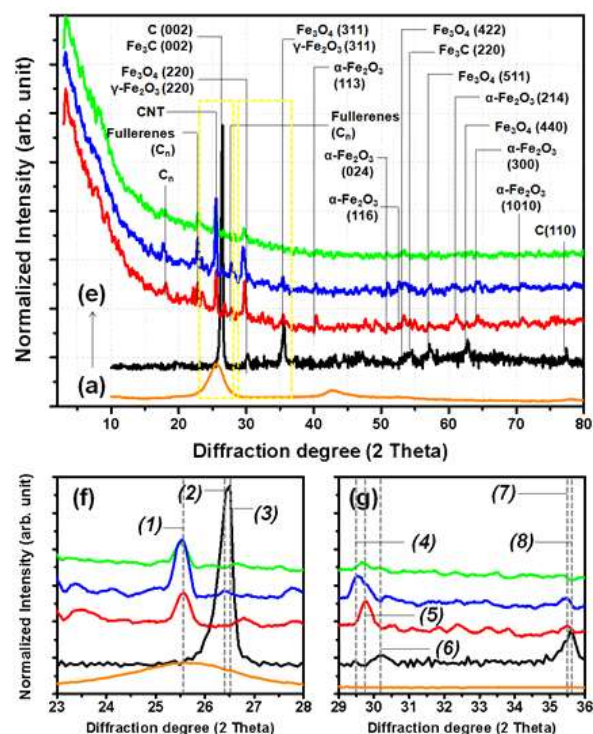 C (002)
Fe₃C (002)
Fe₃O₄ (220)
γ-Fe₂O₃ (220)
CNT
Fullerenes
(Cₙ)
Cₙ
Fe₃O₄ (311)
γ-Fe₂O₃ (311)
α-Fe₂O₃
(113)
Fullerenes
(Cₙ)
α-Fe₂O₃
(024)
α-Fe₂O₃
(116)
Fe₃O₄ (422)
Fe₃C (220)
Fe₃O₄ (511)
α-Fe₂O₃ (214)
Fe₃O₄ (440)
α-Fe₂O₃
(300)
α-Fe₂O₃
(1010)
C(110)
Normalized Intensity (arb. unit)
(e)
(a)
10 20 30 40 50 60 70 80
Diffraction degree (2 Theta)
(f)
(1)
(2)
(3)
Normalized Intensity (arb. unit)
23 24 25 26 27 28
Diffraction degree (2 Theta)
(g)
(7)
(4)
(8)
(5)
(6)
29 30 31 32 33 34 35 36
Diffraction degree (2 Theta)